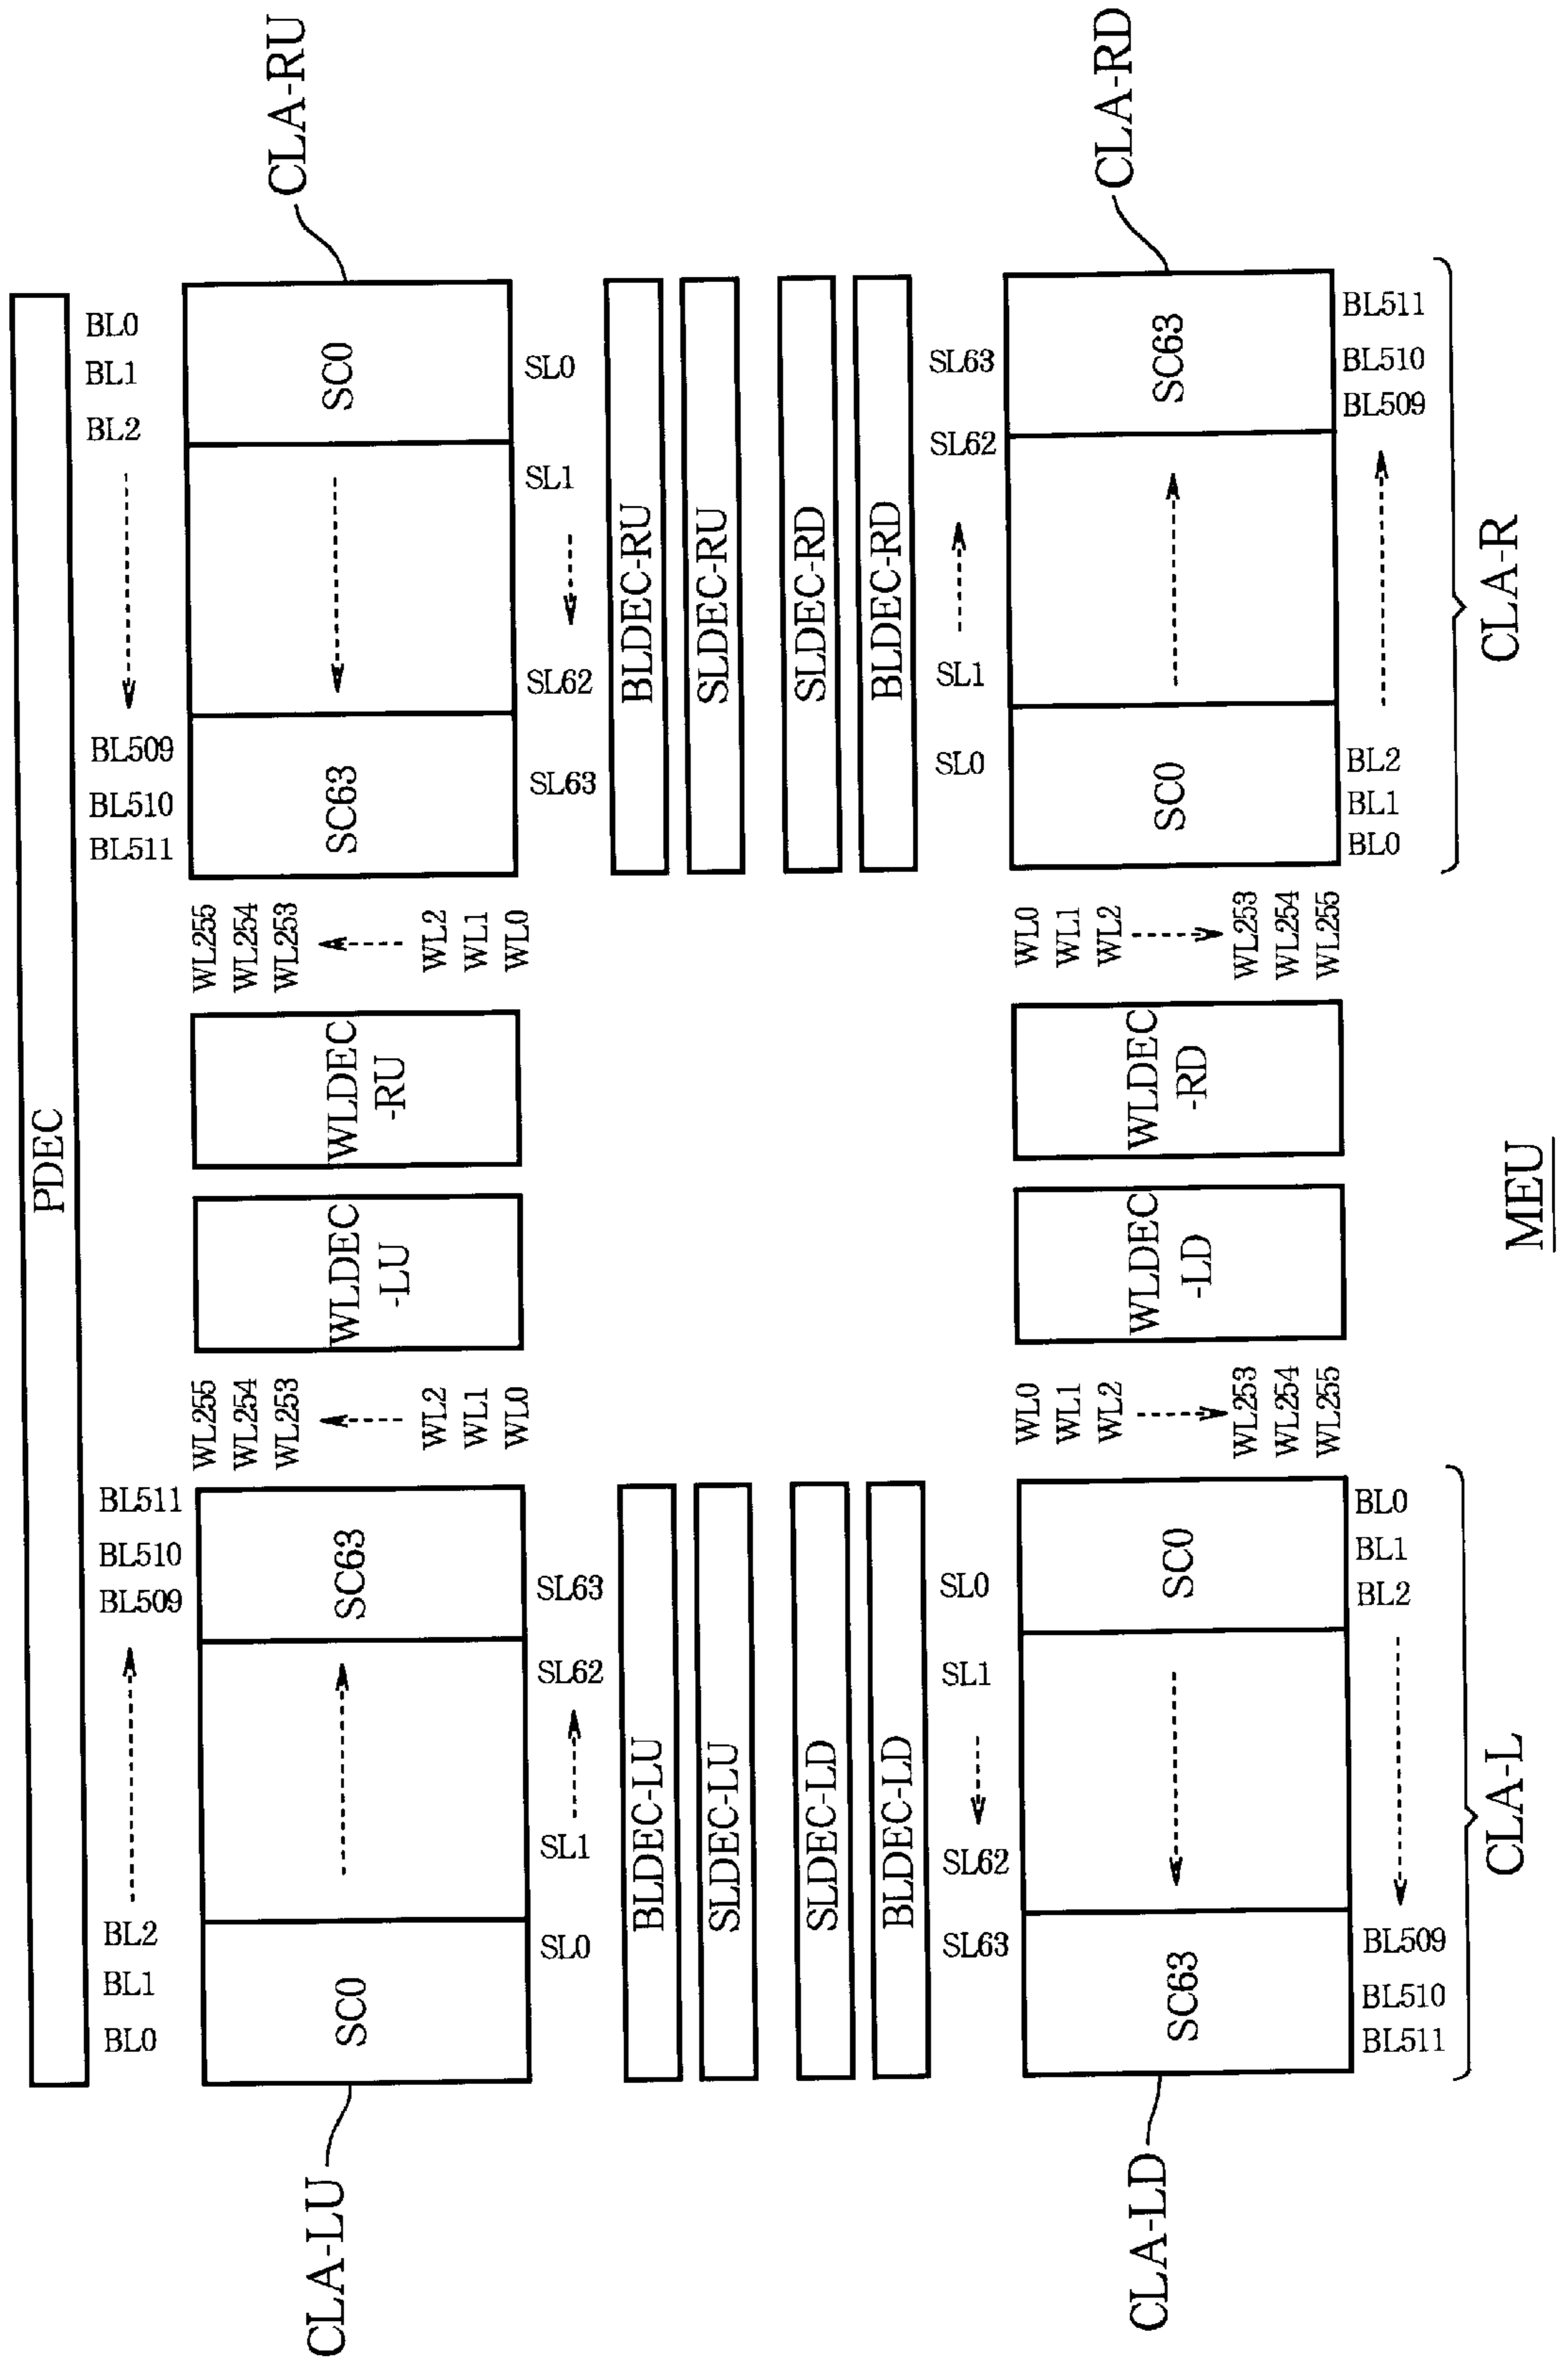 PDEC
BL0 BL1 BL2 BL509 BL510 BL511
BL511 BL510 BL509 BL2 BL1 BL0
CLA-LU
SC0
SC63
WL255
WL254
WL253
WL2
WL1
WL0
WLDEC
-LU
WLDEC
-RU
WL255
WL254
WL253
WL2
WL1
WL0
SC63
SC0
CLA-RU
SL0 SL1 SL62 SL63
SL63 SL62 SL1 SL0
BLDEC-LU
BLDEC-RU
SLDEC-LU
SLDEC-RU
SLDEC-LD
SLDEC-RD
BLDEC-LD
BLDEC-RD
SL63 SL62 SL1 SL0
SL0 SL1 SL62 SL63
CLA-LD
SC63
SC0
WL0
WL1
WL2
WL253
WL254
WL255
WLDEC
-LD
WLDEC
-RD
WL0
WL1
WL2
WL253
WL254
WL255
SC0
SC63
CLA-RD
BL511 BL510 BL509 BL2 BL1 BL0
BL0 BL1 BL2 BL509 BL510 BL511
CLA-L
CLA-R
MEU